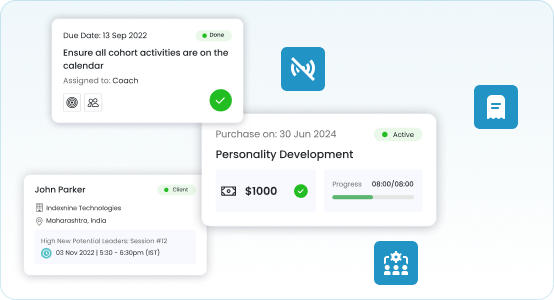 Due Date: 13 Sep 2022
Done
Ensure all cohort activities are on the
calendar
Assigned to: Coach
Purchase on: 30 Jun 2024
Active
Personality Development
$1000
Progress
08:00/08:00
John Parker
Client
Indexnine Technologies
Maharashtra, India
High New Potential Leaders: Session #12
03 Nov 2022 | 5:30 - 6:30pm (IST)